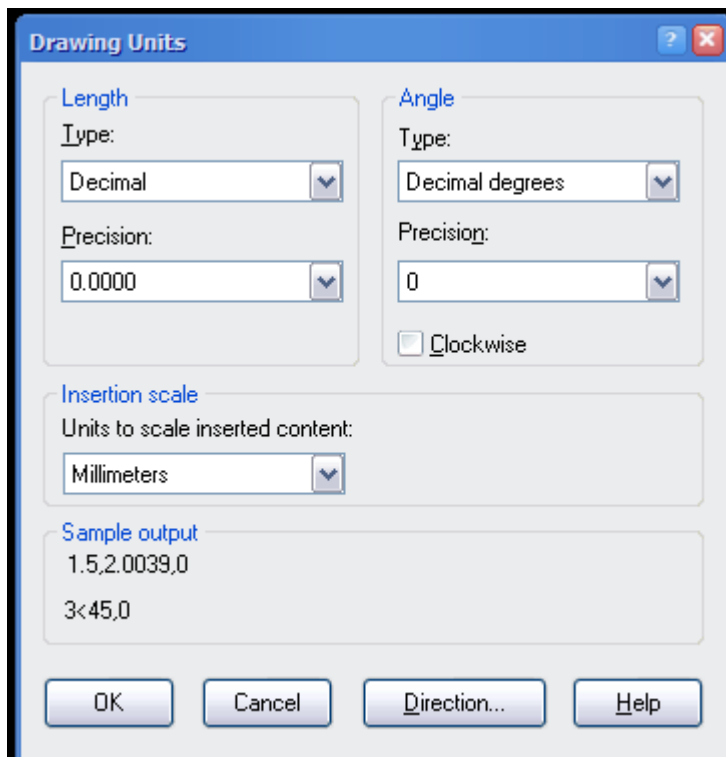 Drawing Units
Length
Type:
Decimal
Precision:
0.0000
Angle
Type:
Decimal degrees
Precision:
0
Clockwise
Insertion scale
Units to scale inserted content:
Millimeters
Sample output
1.5,2.0039,0
3<45,0
OK Cancel Direction... Help